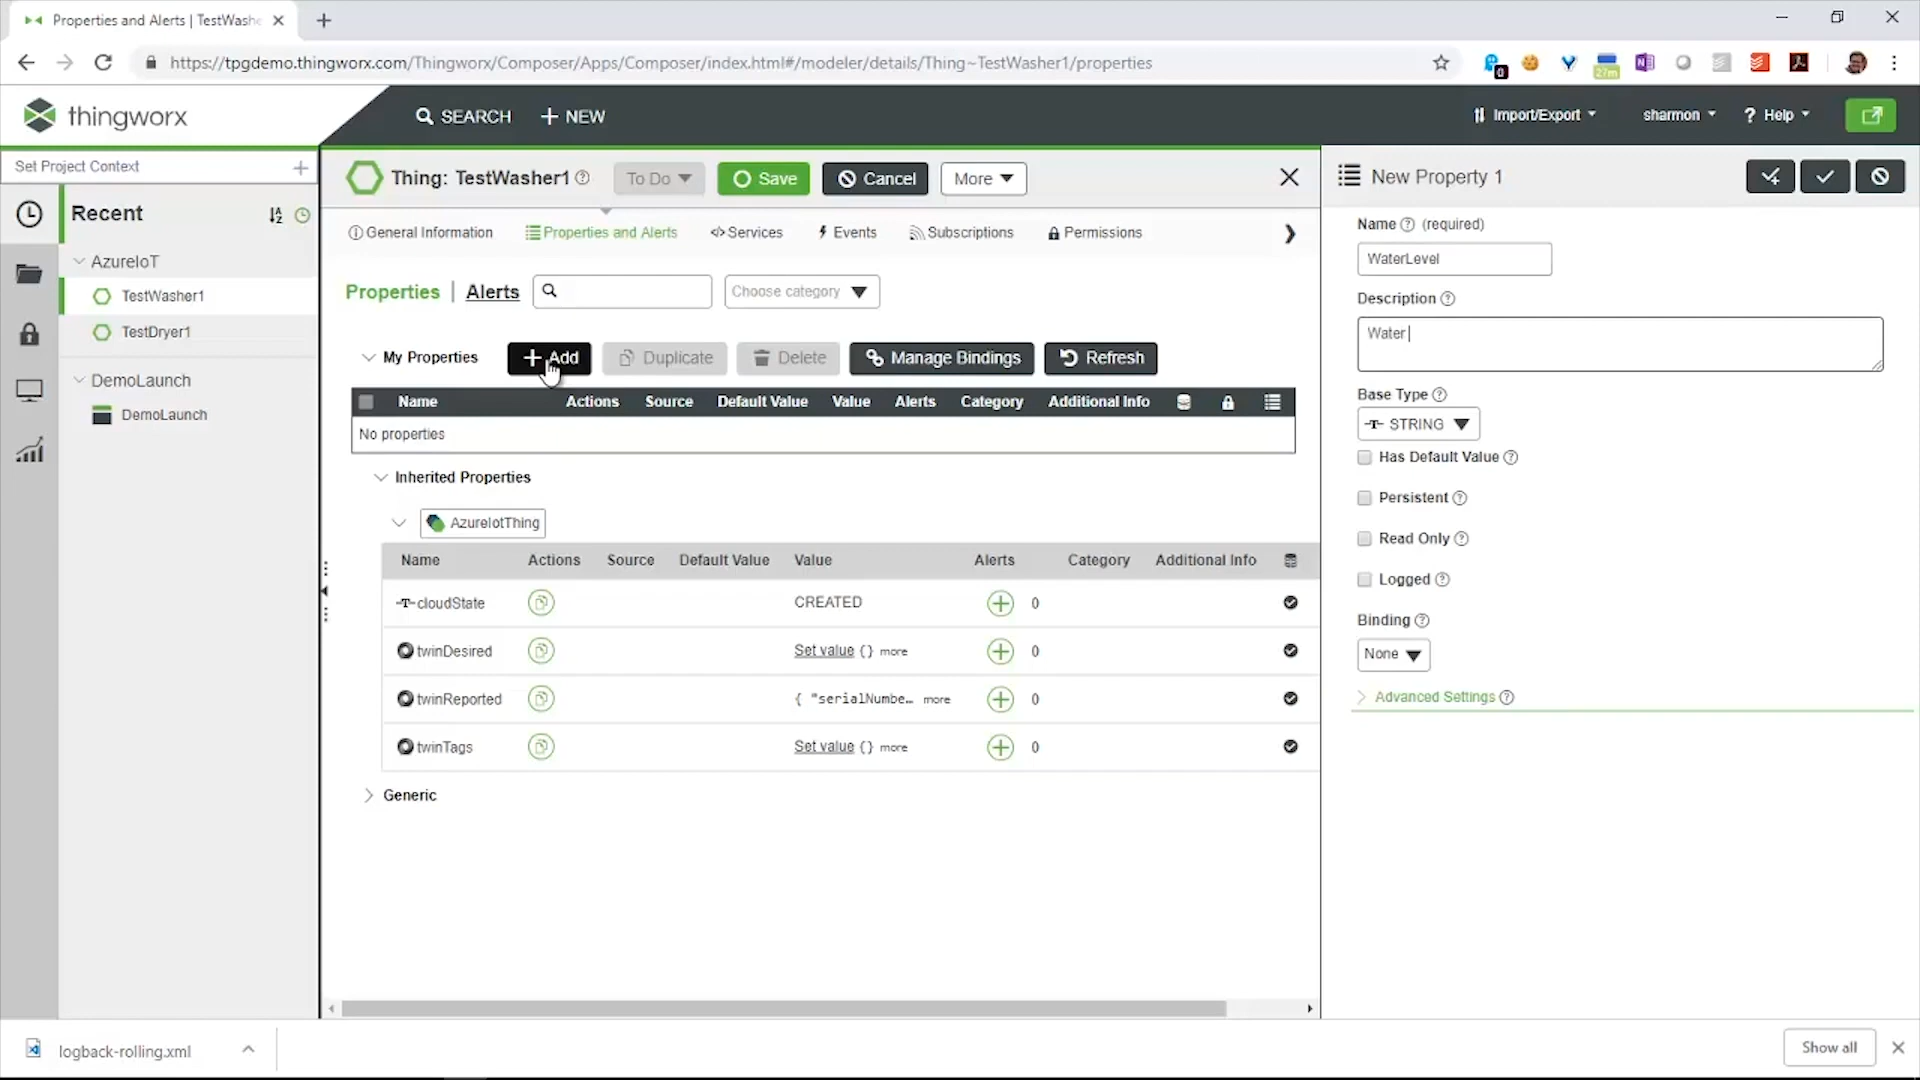 Properties and Alerts | TestWashe
https://tpgdemo.thingworx.com/Thingworx/Composer/Apps/Composer/index.html#/modeler/details/Thing~TestWasher1/properties
0
27m
thingworx
SEARCH
NEW
Import/Export
sharmon
? Help
Set Project Context
Thing: TestWasher1
To Do
Save
Cancel
More
New Property 1
Recent
General Information
Properties and Alerts
Services
Events
Subscriptions
Permissions
Name (required)
WaterLevel
AzureIoT
TestWasher1
TestDryer1
DemoLaunch
DemoLaunch
Properties | Alerts
Choose category
Description
Water
My Properties
Add
Duplicate
Delete
Manage Bindings
Refresh
Name Actions Source Default Value Value Alerts Category Additional Info
No properties
Base Type
STRING
Has Default Value
Persistent
Read Only
Logged
Binding
None
Advanced Settings
Inherited Properties
AzureIotThing
Name Actions Source Default Value Value Alerts Category Additional Info
cloudState CREATED 0
twinDesired Set value {} more 0
twinReported { "serialNumbe… more 0
twinTags Set value {} more 0
Generic
logback-rolling.xml
Show all